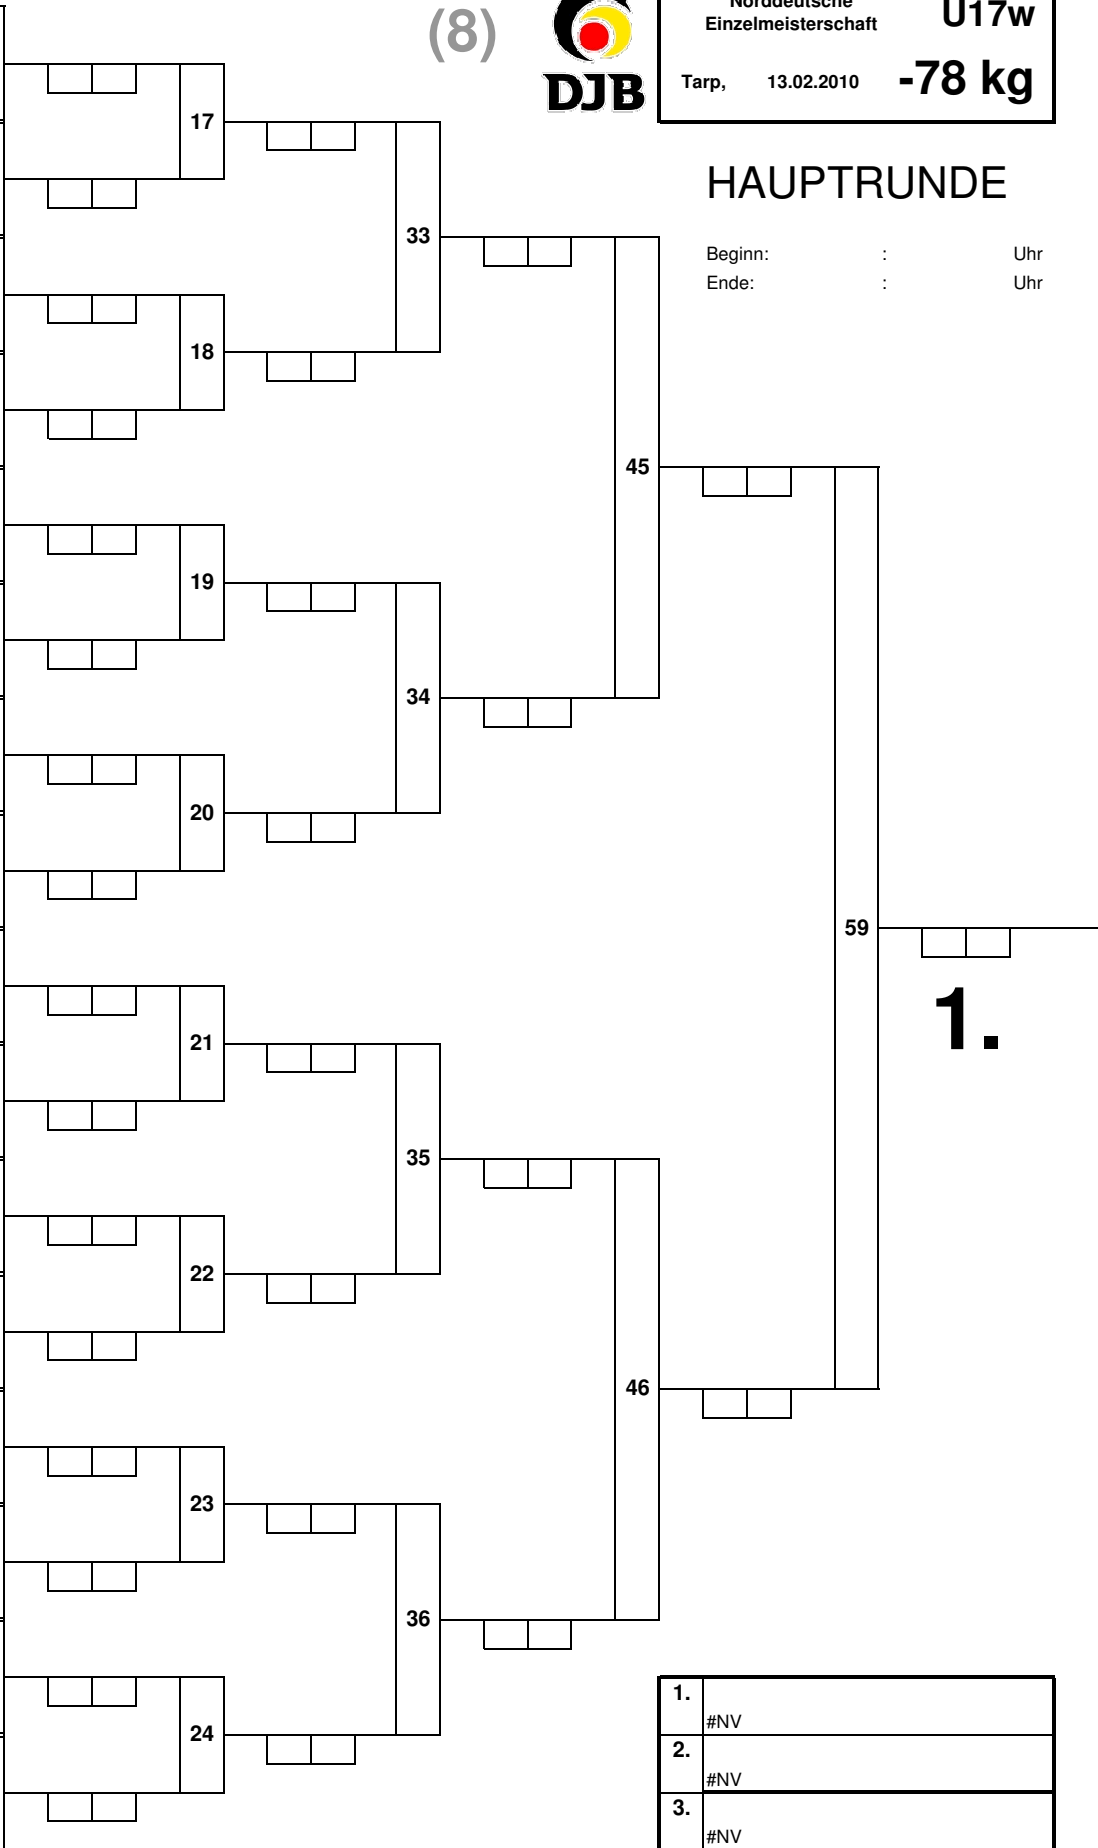 (8)
DJB
Norddeutsche
Einzelmeisterschaft
U17w
Tarp, 13.02.2010 -78 kg
HAUPTRUNDE
Beginn: : Uhr
Ende: : Uhr
17
33
18
45
19
34
20
59
1.
21
35
22
46
23
36
24
1.
#NV
2.
#NV
3.
#NV